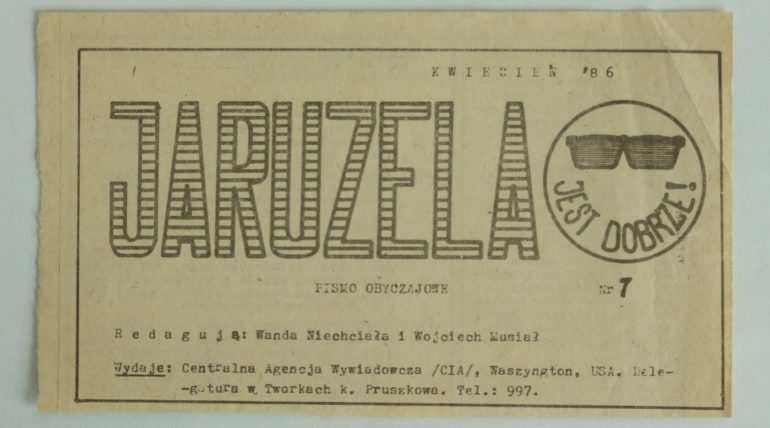 KWIECIEŃ '86
JARUZELA
JEST DOBRZE!
PISMO OBYCZAJOWE
Nr 7
Redagują: Wanda Niechciała i Wojciech Musiał
Wydaje: Centralna Agencja Wywiadowcza /CIA/, Waszyngton, USA. Dele-
-gatura w Tworkach k. Pruszkowa. Tel.: 997.